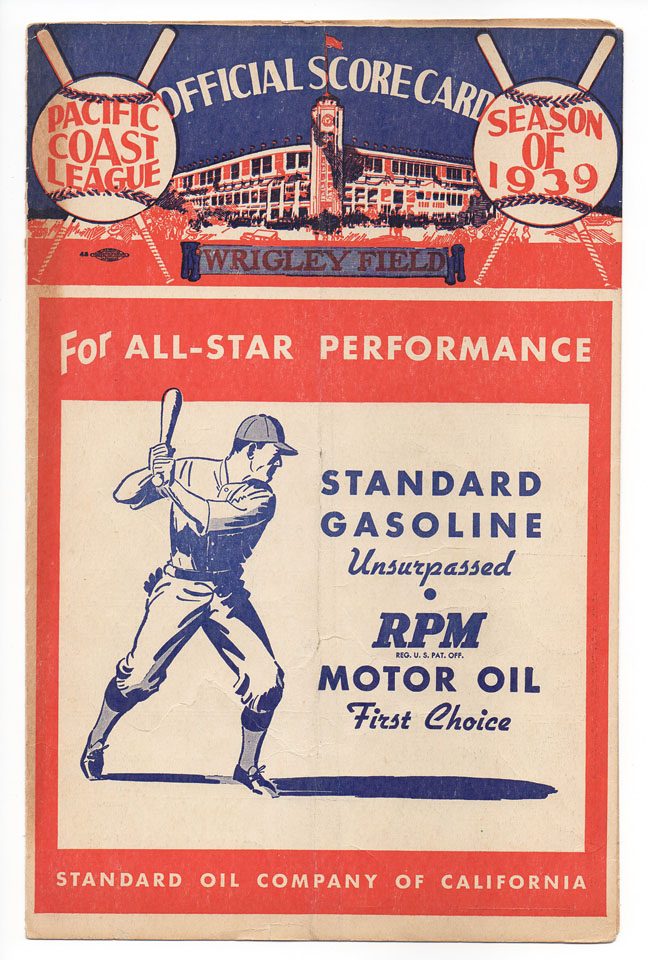 OFFICIAL SCORE CARD
PACIFIC
COAST
LEAGUE
SEASON
OF
1939
WRIGLEY FIELD
For ALL-STAR PERFORMANCE
STANDARD
GASOLINE
Unsurpassed
RPM
REG. U. S. PAT. OFF.
MOTOR OIL
First Choice
STANDARD OIL COMPANY OF CALIFORNIA